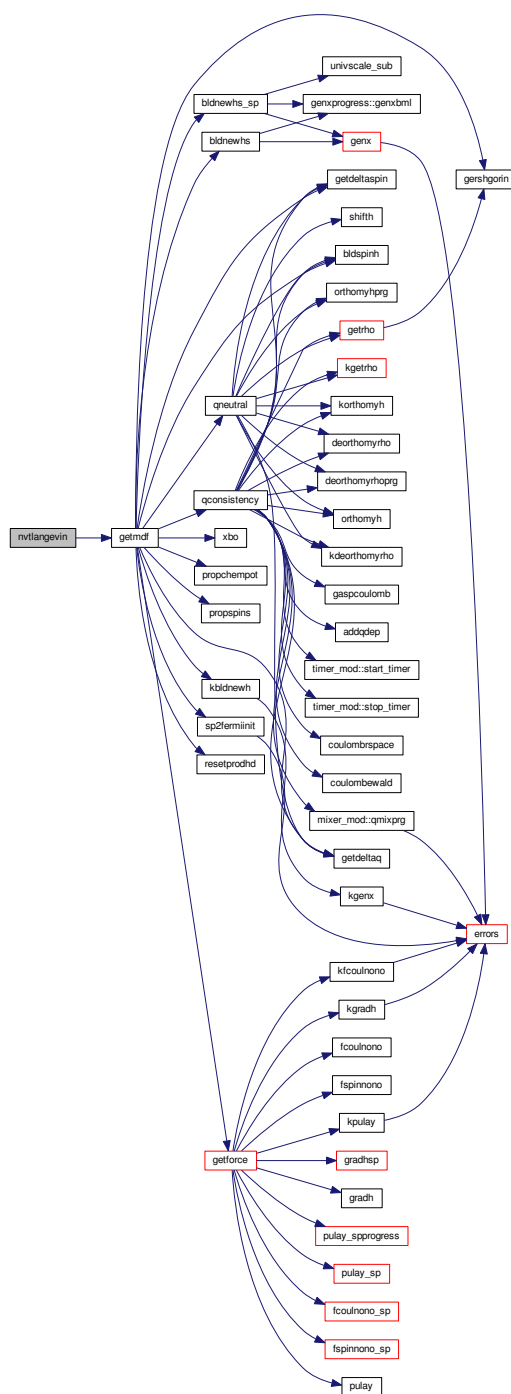 univscale_sub
bldnewhs_sp
genxprogress::genxbml
bldnewhs
genx
getdeltaspin
gershgorin
shifth
bldspinh
orthomyhprg
getrho
kgetrho
qneutral
korthomyh
deorthomyrho
deorthomyrhoprg
qconsistency
orthomyh
nvtlangevin
getmdf
xbo
kdeorthomyrho
propchempot
gaspcoulomb
propspins
addqdep
timer_mod::start_timer
kbldnewh
timer_mod::stop_timer
sp2fermiinit
coulombrspace
resetprodhd
coulombewald
mixer_mod::qmixprg
getdeltaq
kgenx
errors
kfcoulnono
kgradh
fcoulnono
fspinnono
kpulay
getforce
gradhsp
gradh
pulay_spprogress
pulay_sp
fcoulnono_sp
fspinnono_sp
pulay